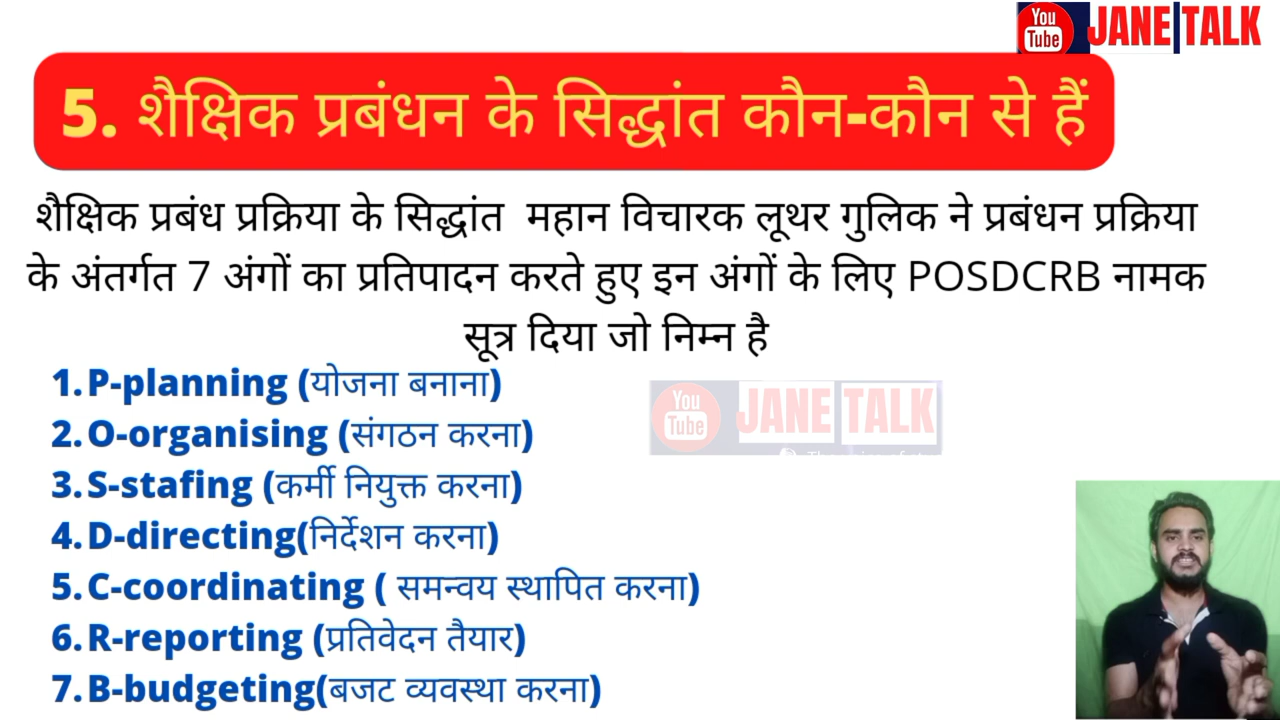 You Tube JANE TALK
5. शैक्षिक प्रबंधन के सिद्धांत कौन-कौन से हैं
शैक्षिक प्रबंध प्रक्रिया के सिद्धांत महान विचारक लूथर गुलिक ने प्रबंधन प्रक्रिया
के अंतर्गत 7 अंगों का प्रतिपादन करते हुए इन अंगों के लिए POSDCRB नामक
सूत्र दिया जो निम्न है
1. P-planning (योजना बनाना)
2. O-organising (संगठन करना)
You Tube JANE TALK
3. S-stafing (कर्मी नियुक्त करना)
4. D-directing(निर्देशन करना)
5. C-coordinating ( समन्वय स्थापित करना)
6. R-reporting (प्रतिवेदन तैयार)
7. B-budgeting(बजट व्यवस्था करना)